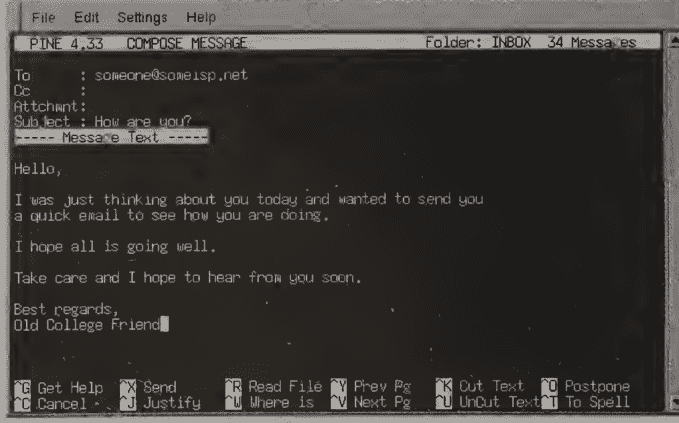 File Edit Settings Help
PINE 4.33 COMPOSE MESSAGE Folder: INBOX 34 Messages
To : someone@someisp.net
Cc :
Attchmnt:
Subject : How are you?
----- Message Text -----
Hello,
I was just thinking about you today and wanted to send you
a quick email to see how you are doing.
I hope all is going well.
Take care and I hope to hear from you soon.
Best regards,
Old College Friend
^G Get Help ^X Send ^R Read File ^Y Prev Pg ^K Cut Text ^O Postpone
^C Cancel ^J Justify ^W Where is ^V Next Pg ^U UnCut Text ^T To Spell